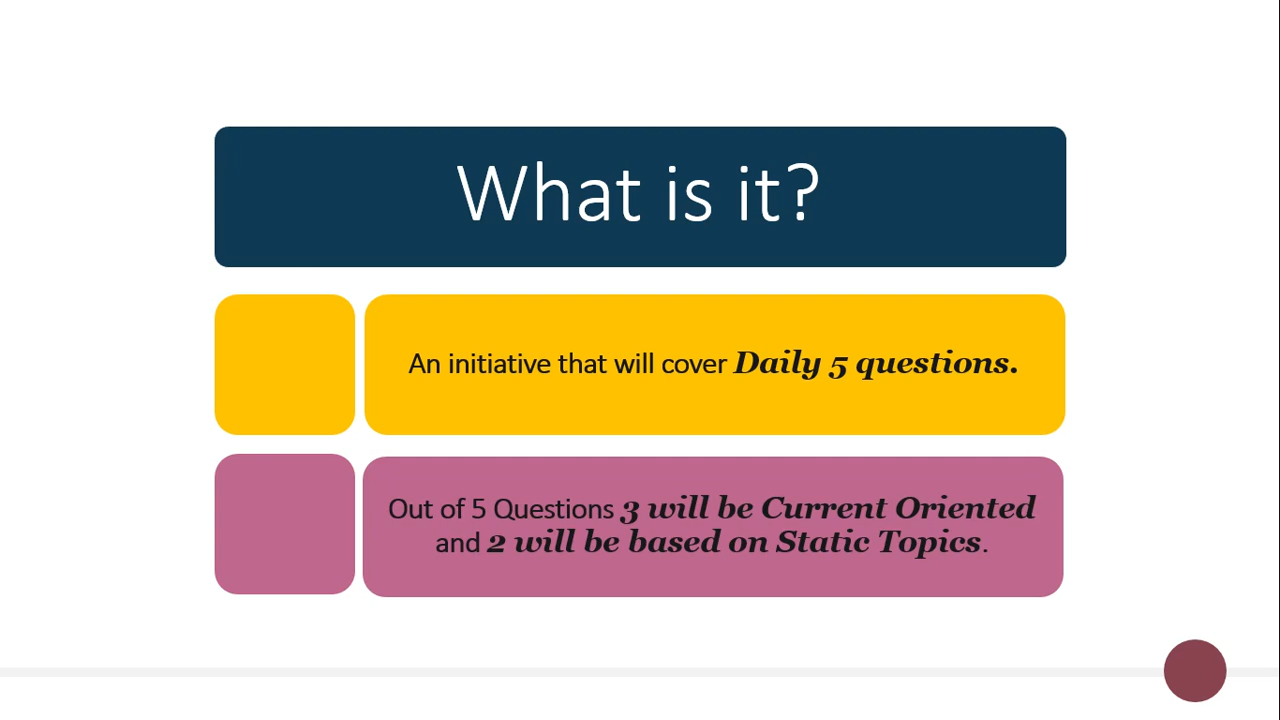 What is it?
An initiative that will cover Daily 5 questions.
Out of 5 Questions 3 will be Current Oriented
and 2 will be based on Static Topics.